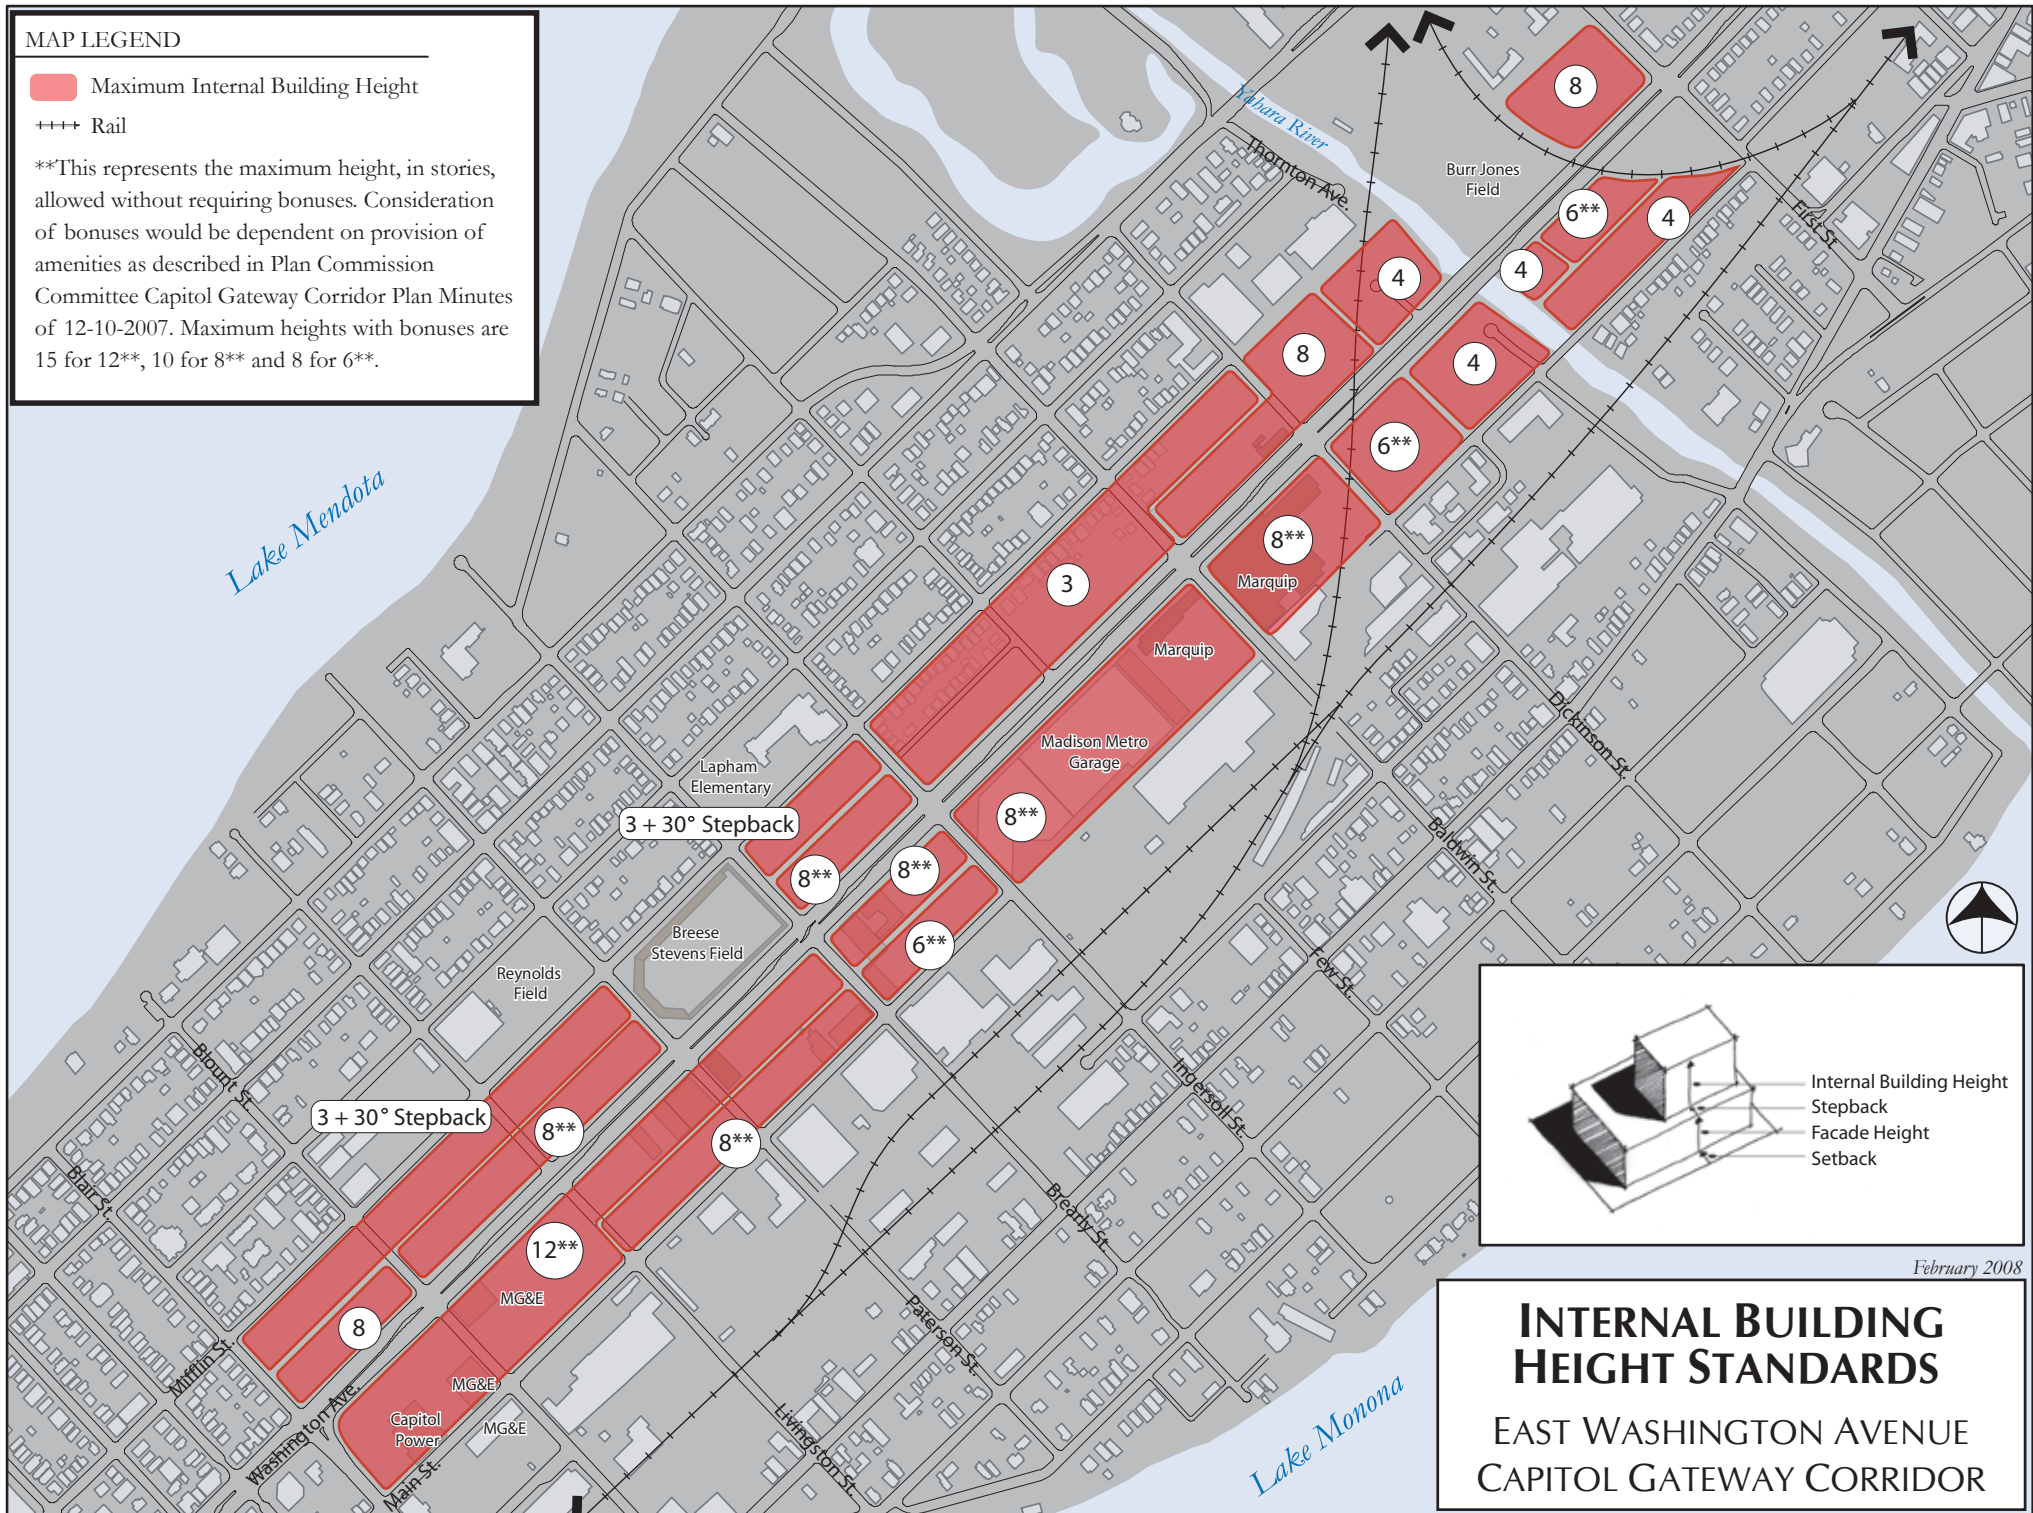 MAP LEGEND
Maximum Internal Building Height
Rail
**This represents the maximum height, in stories,
allowed without requiring bonuses. Consideration
of bonuses would be dependent on provision of
amenities as described in Plan Commission
Committee Capitol Gateway Corridor Plan Minutes
of 12-10-2007. Maximum heights with bonuses are
15 for 12**, 10 for 8** and 8 for 6**.
8
Yahara River
Thornton Ave.
Burr Jones
Field
6**
4
First St.
4
4
8
4
6**
Lake Mendota
8**
Marquip
3
Marquip
Dickinson St.
Madison Metro
Garage
Lapham
Elementary
3 + 30° Stepback
8**
8**
8**
Baldwin St.
6**
Breese
Stevens Field
Reynolds
Field
Few St.
Blount St.
Ingersoll St.
3 + 30° Stepback
8**
8**
Blair St.
Brearly St.
12**
MG&E
8
Paterson St.
Mifflin St.
MG&E
Capitol
Power
MG&E
Washington Ave.
Main St.
Livingston St.
Lake Monona
Internal Building Height
Stepback
Facade Height
Setback
February 2008
INTERNAL BUILDING
HEIGHT STANDARDS
EAST WASHINGTON AVENUE
CAPITOL GATEWAY CORRIDOR